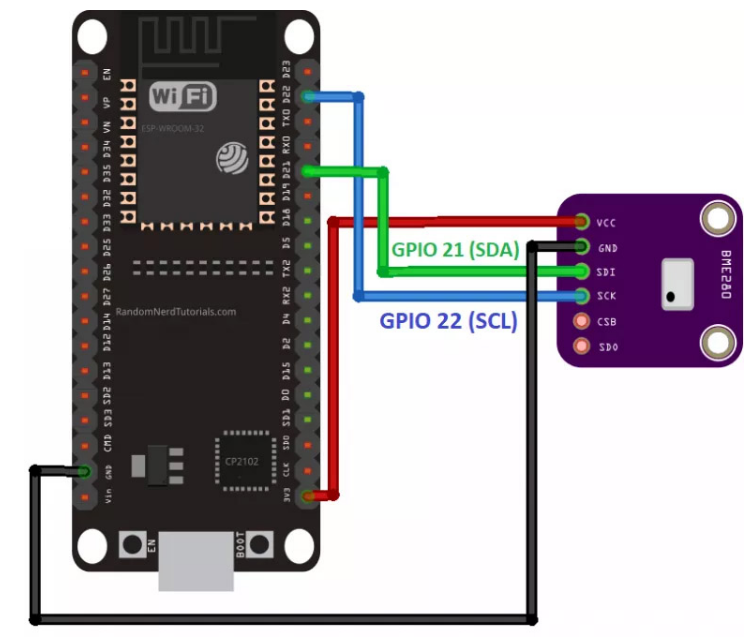 EN
VP
VN
D34
D35
D32
D33
D25
D26
D27
D14
D12
D13
SD2
SD3
CMD
GND
Vin
WiFi
ESP-WROOM-32
RandomNerdTutorials.com
CP2102
EN
BOOT
D23
D22
TX0
RX0
D21
D19
D18
D5
TX2
RX2
D4
D2
D15
D0
SD1
SD0
CLK
3V3
GPIO 21 (SDA)
GPIO 22 (SCL)
VCC
GND
SDI
SCK
CSB
SDO
BME280